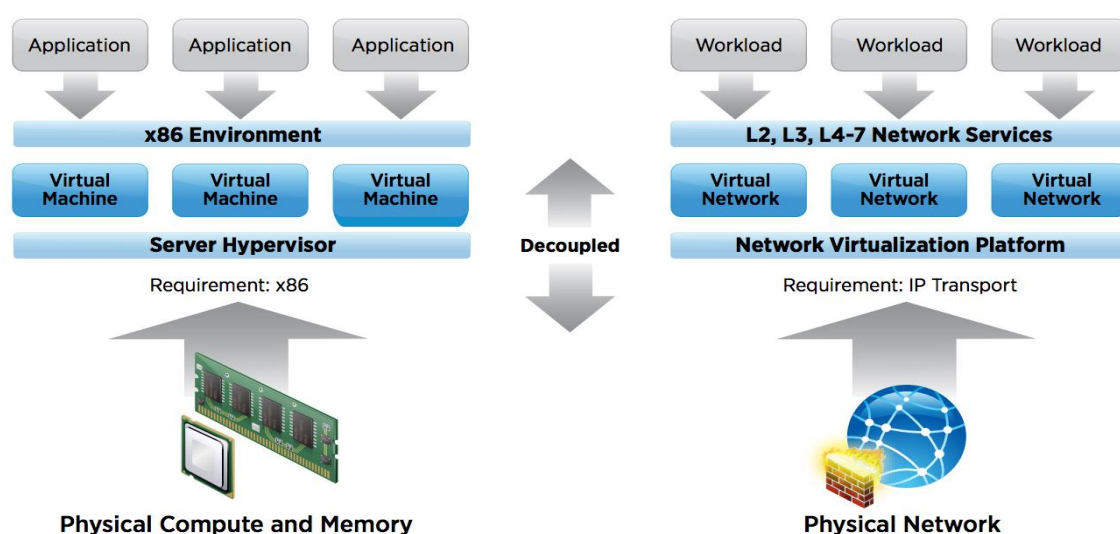 Application
Application
Application
x86 Environment
Virtual
Machine
Virtual
Machine
Virtual
Machine
Server Hypervisor
Requirement: x86
Physical Compute and Memory
Decoupled
Workload
Workload
Workload
L2, L3, L4-7 Network Services
Virtual
Network
Virtual
Network
Virtual
Network
Network Virtualization Platform
Requirement: IP Transport
Physical Network